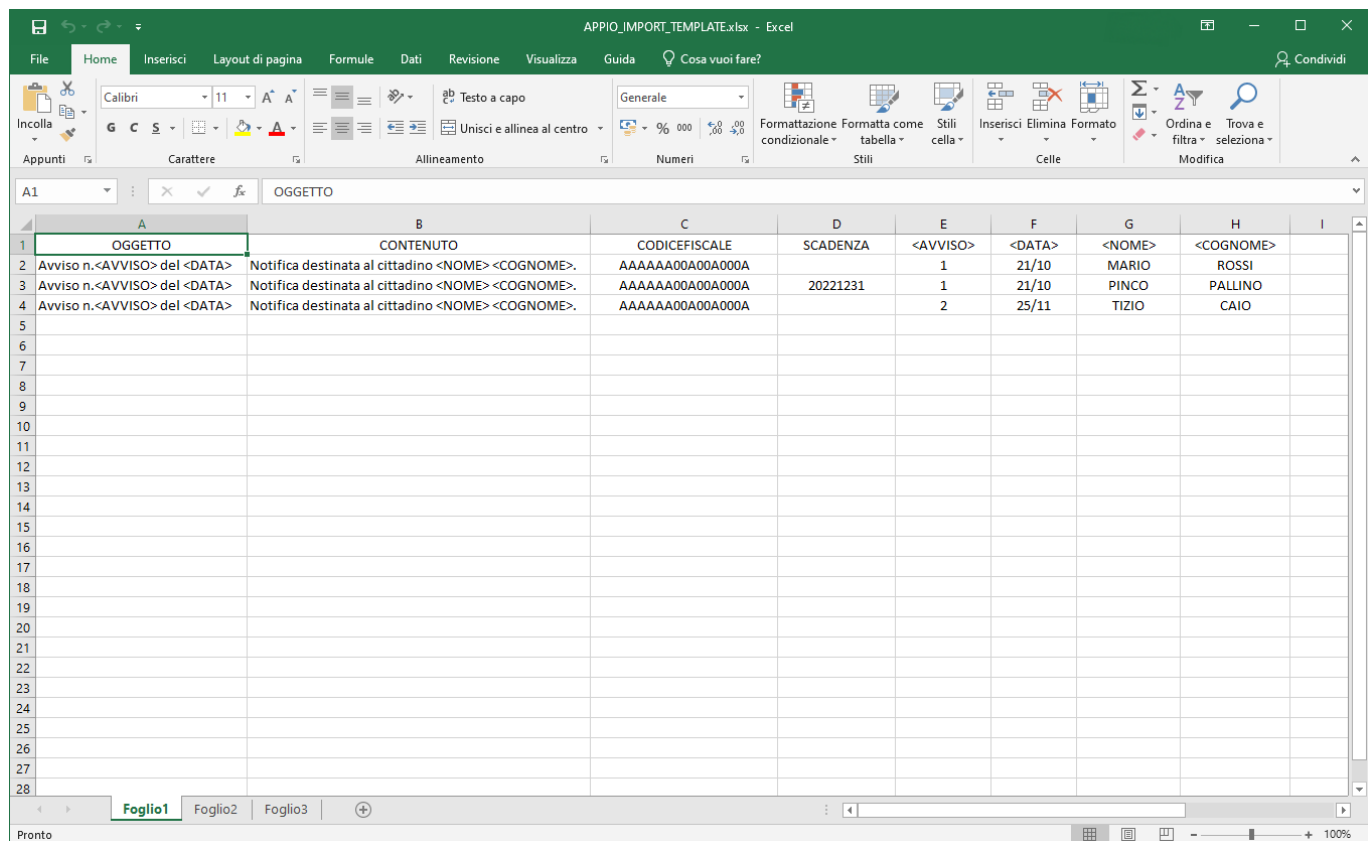 APPIO_IMPORT_TEMPLATE.xlsx - Excel
File Home Inserisci Layout di pagina Formule Dati Revisione Visualizza Guida Cosa vuoi fare? Condividi
Calibri 11 A A ab Testo a capo Generale
Incolla G C S A Unisci e allinea al centro % 000 Formattazione condizionale Formatta come tabella Stili cella Inserisci Elimina Formato Ordina e filtra Trova e seleziona
Appunti Carattere Allineamento Numeri Stili Celle Modifica
A1 fx OGGETTO
A B C D E F G H I
1 OGGETTO CONTENUTO CODICEFISCALE SCADENZA <AVVISO> <DATA> <NOME> <COGNOME>
2 Avviso n.<AVVISO> del <DATA> Notifica destinata al cittadino <NOME> <COGNOME>. AAAAAA00A00A000A 1 21/10 MARIO ROSSI
3 Avviso n.<AVVISO> del <DATA> Notifica destinata al cittadino <NOME> <COGNOME>. AAAAAA00A00A000A 20221231 1 21/10 PINCO PALLINO
4 Avviso n.<AVVISO> del <DATA> Notifica destinata al cittadino <NOME> <COGNOME>. AAAAAA00A00A000A 2 25/11 TIZIO CAIO
5
6
7
8
9
10
11
12
13
14
15
16
17
18
19
20
21
22
23
24
25
26
27
28
Foglio1 Foglio2 Foglio3
Pronto 100%